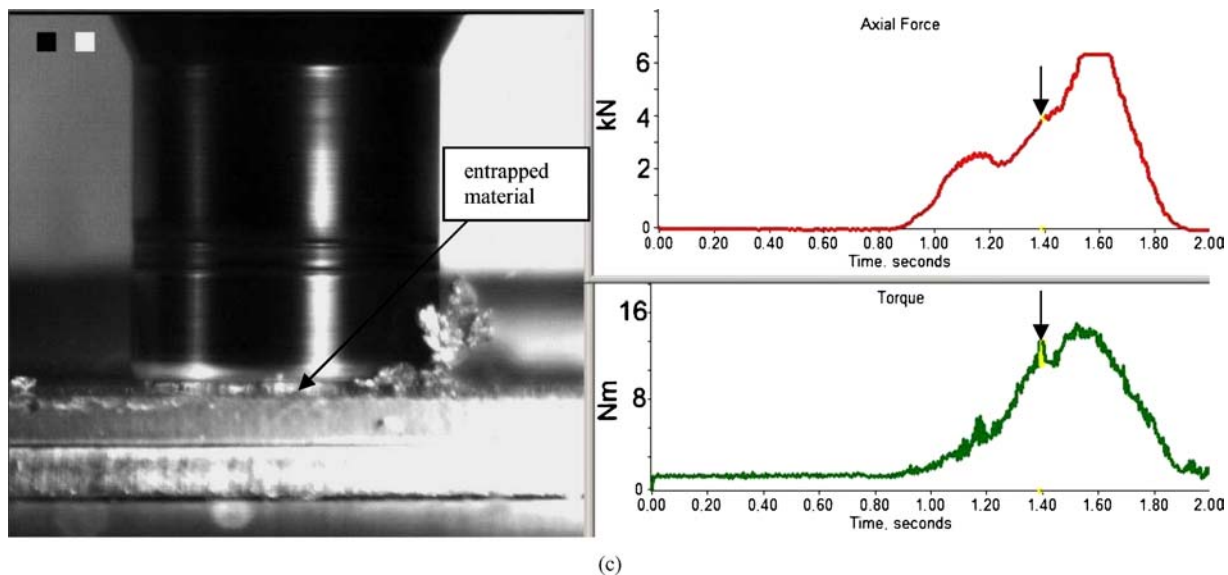 entrapped
material
Axial Force
kN
6
4
2
0
0.00 0.20 0.40 0.60 0.80 1.00 1.20 1.40 1.60 1.80 2.00
Time, seconds
Torque
Nm
16
8
0
0.00 0.20 0.40 0.60 0.80 1.00 1.20 1.40 1.60 1.80 2.00
Time, seconds
(c)